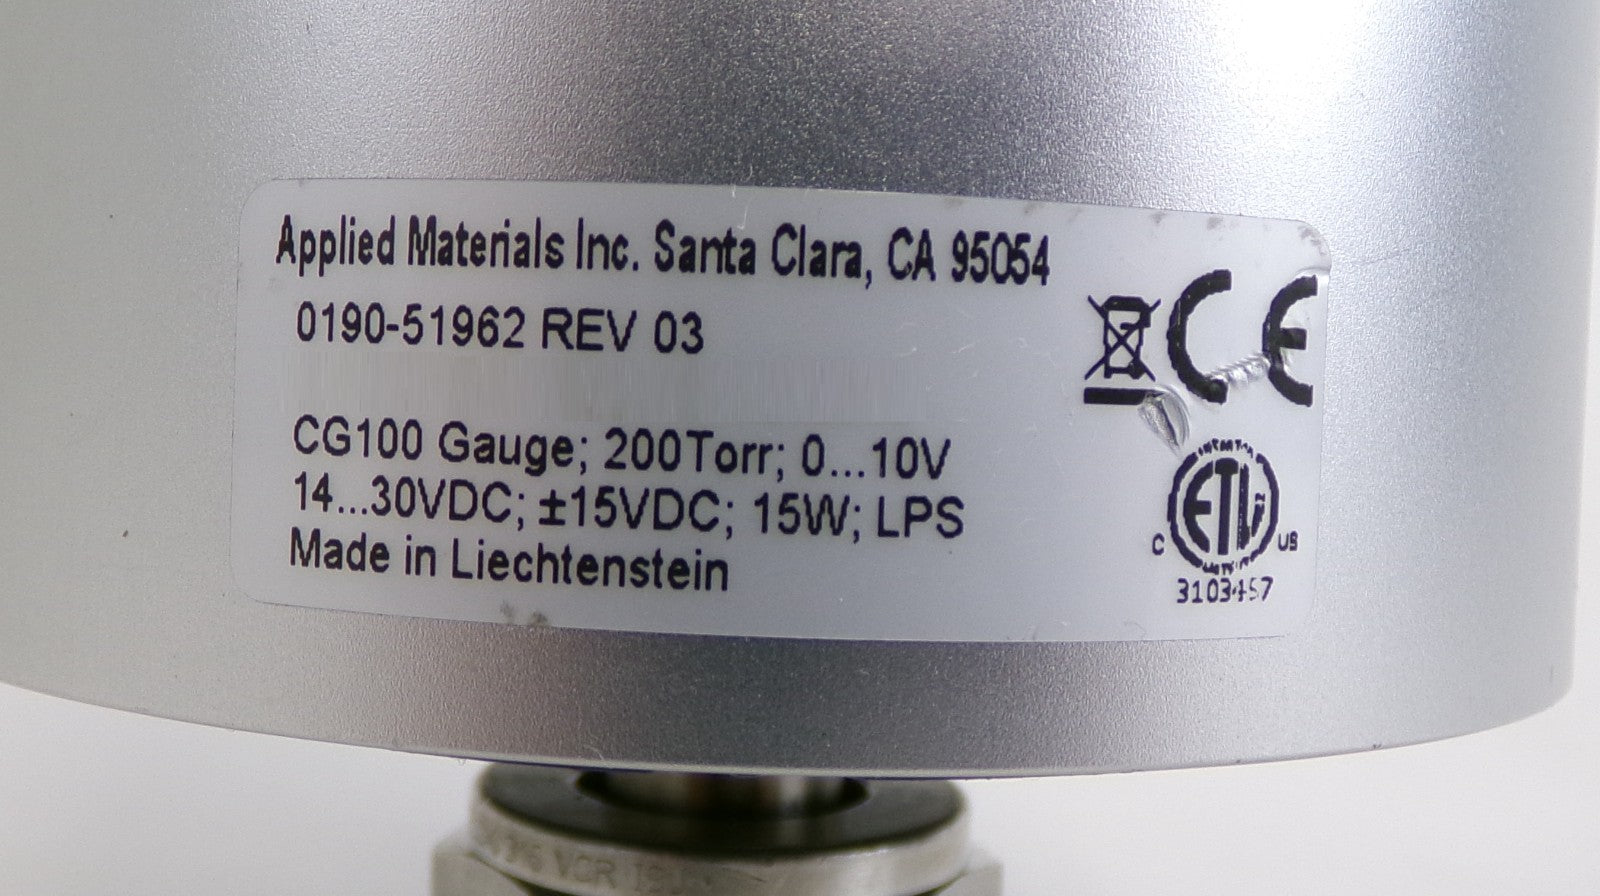 Applied Materials Inc. Santa Clara, CA 95054
0190-51962 REV 03
CG100 Gauge; 200Torr; 0...10V
14...30VDC; ±15VDC; 15W; LPS
Made in Liechtenstein
CE
ETL
C US
3103457
VCR